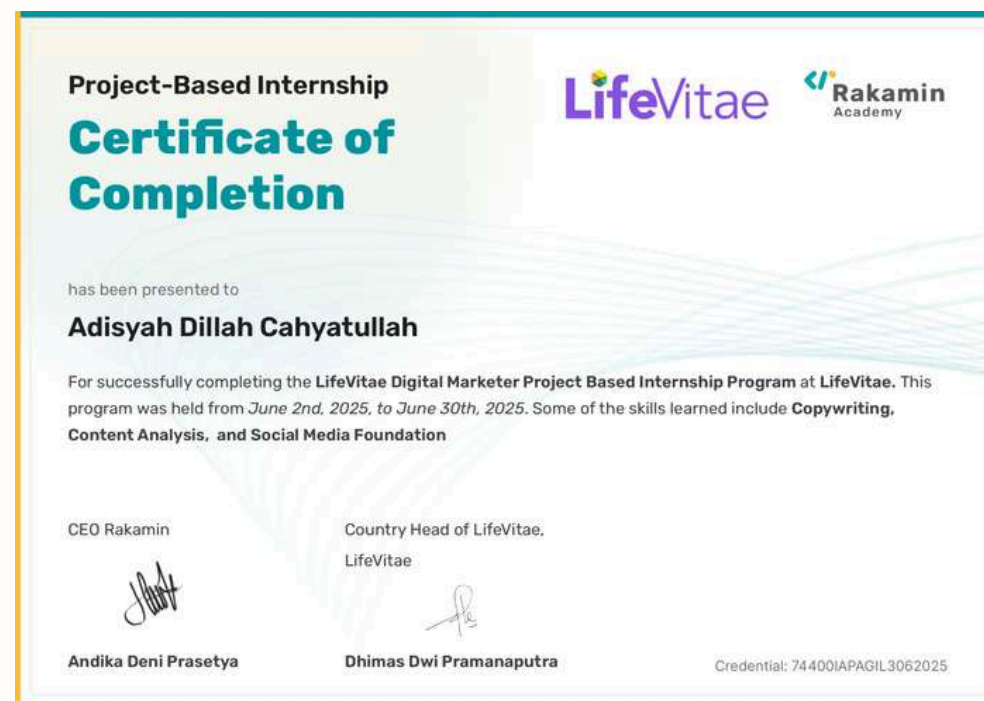 Project-Based Internship
Certificate of
Completion
LifeVitae
Rakamin
Academy
has been presented to
Adisyah Dillah Cahyatullah
For successfully completing the LifeVitae Digital Marketer Project Based Internship Program at LifeVitae. This
program was held from June 2nd, 2025, to June 30th, 2025. Some of the skills learned include Copywriting,
Content Analysis, and Social Media Foundation
CEO Rakamin
Andika Deni Prasetya
Country Head of LifeVitae,
LifeVitae
Dhimas Dwi Pramanaputra
Credential: 74400IAPAGIL3062025